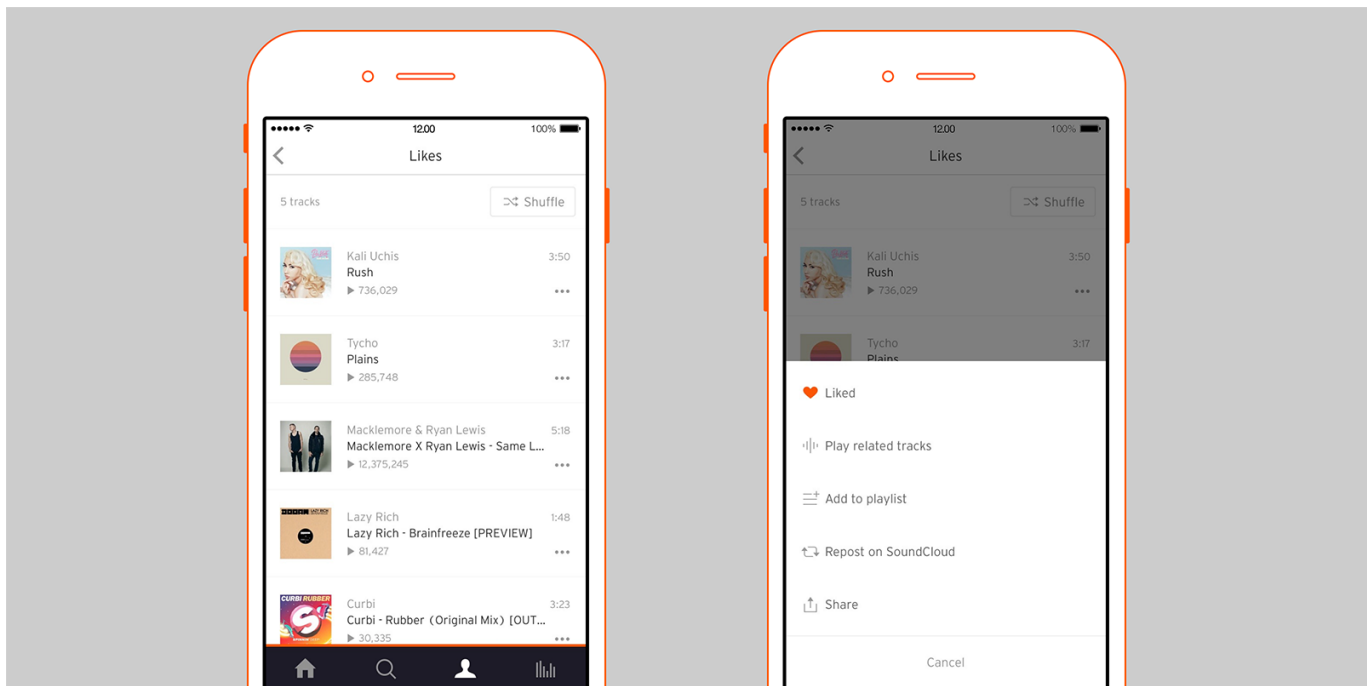 12.00
100%
Likes
5 tracks
Shuffle
Kali Uchis
3:50
Rush
736,029
Tycho
3:17
Plains
285,748
Macklemore & Ryan Lewis
5:18
Macklemore X Ryan Lewis - Same L...
12,375,245
Lazy Rich
1:48
Lazy Rich - Brainfreeze [PREVIEW]
81,427
CURBI RUBBER
Curbi
3:23
Curbi - Rubber (Original Mix) [OUT...
30,335
12.00
100%
Likes
5 tracks
Shuffle
Kali Uchis
3:50
Rush
736,029
Tycho
3:17
Plains
Liked
Play related tracks
Add to playlist
Repost on SoundCloud
Share
Cancel